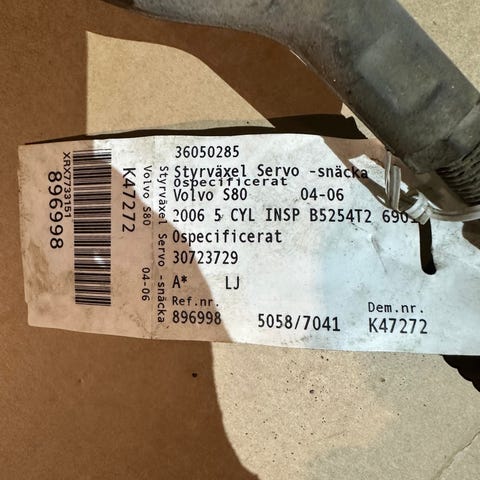 36050285
Styrväxel Servo -snäcka
Ospecificerat
Volvo S80 04-06
2006 5 CYL INSP B5254T2
Ospecificerat
30723729
A* LJ
Ref.nr. Dem.nr.
896998 5058/7041 K47272
Styrväxel Servo -snäcka
Volvo S80 04-06
K47272
XRX7733151
896998